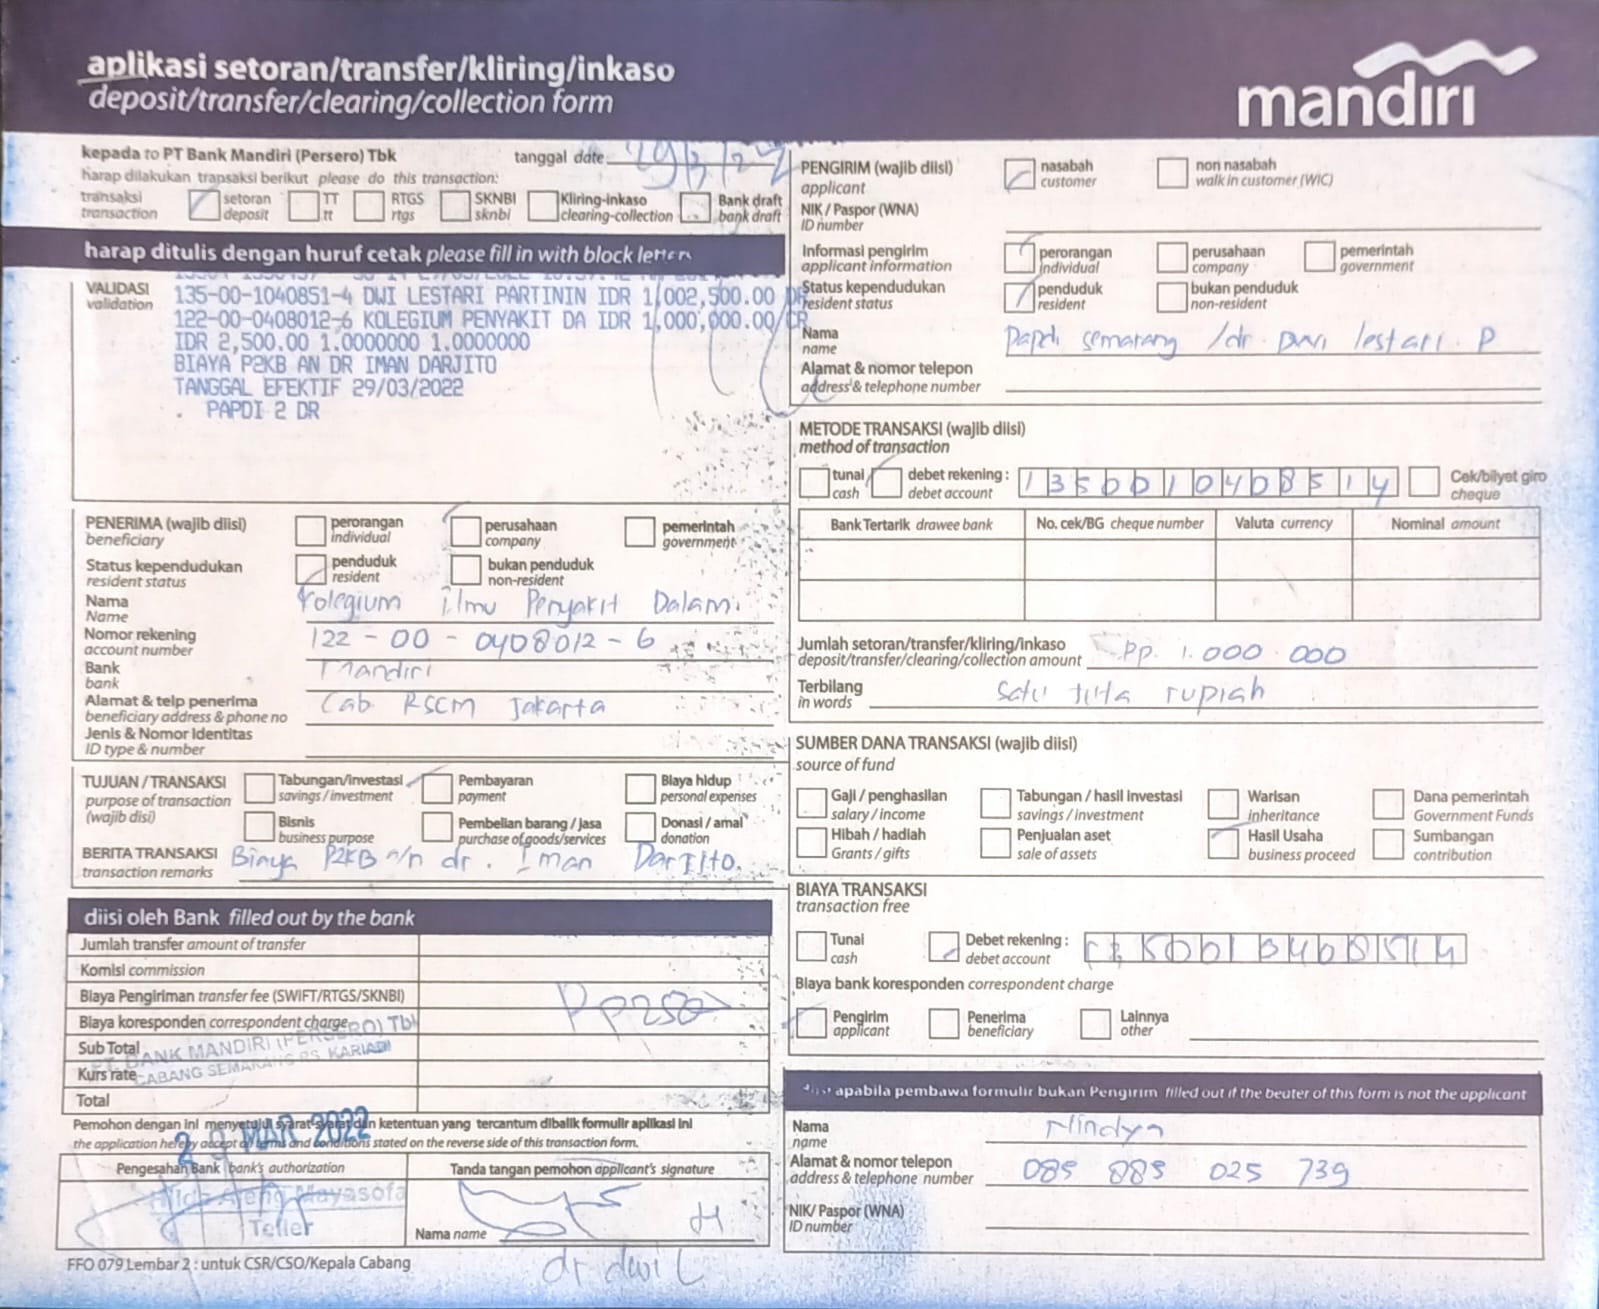 aplikasi setoran/transfer/kliring/inkaso
deposit/transfer/clearing/collection form
mandiri
kepada to PT Bank Mandiri (Persero) Tbk
tanggal date
harap dilakukan transaksi berikut please do this transaction:
transaksi transaction
setoran deposit
TT tt
RTGS rtgs
SKNBI sknbi
Kliring-inkaso clearing-collection
Bank draft bank draft
harap ditulis dengan huruf cetak please fill in with block letter
VALIDASI validation
135-00-1040851-4 DWI LESTARI PARTININ IDR 1,002,500.00 DR
122-00-0408012-6 KOLEGIUM PENYAKIT DA IDR 1,000,000.00 CR
IDR 2,500.00 1.0000000 1.0000000
BIAYA P2KB AN DR IMAN DARJITO
TANGGAL EFEKTIF 29/03/2022
. PAPDI 2 DR
PENERIMA (wajib diisi) beneficiary
perorangan individual
perusahaan company
pemerintah government
Status kependudukan resident status
penduduk resident
bukan penduduk non-resident
Nama Name
Kolegium ilmu Penyakit Dalam.
Nomor rekening account number
122 - 00 - 0408012 - 6
Bank bank
Mandiri
Alamat & telp penerima beneficiary address & phone no
Cab RSCM Jakarta
Jenis & Nomor Identitas ID type & number
TUJUAN / TRANSAKSI purpose of transaction (wajib disi)
Tabungan/investasi savings / investment
Pembayaran payment
Biaya hidup personal expenses
Bisnis business purpose
Pembelian barang / jasa purchase of goods/services
Donasi / amal donation
BERITA TRANSAKSI transaction remarks
Biaya P2KB a/n dr. Iman Darjito.
diisi oleh Bank filled out by the bank
Jumlah transfer amount of transfer
Komisi commission
Biaya Pengiriman transfer fee (SWIFT/RTGS/SKNBI)
Biaya koresponden correspondent charge
Sub Total
Kurs rate
Total
PT. BANK MANDIRI (PERSERO) Tbk
CABANG SEMARANG RS. KARIADI
Pemohon dengan ini menyetujui syarat-syarat dan ketentuan yang tercantum dibalik formulir aplikasi ini
the application hereby accept all terms and conditions stated on the reverse side of this transaction form.
29 MAR 2022
Pengesahan Bank bank's authorization
Tanda tangan pemohon applicant's signature
Teller
Nama name
dr dwi L
FFO 079 Lembar 2 : untuk CSR/CSO/Kepala Cabang
PENGIRIM (wajib diisi) applicant
nasabah customer
non nasabah walk in customer (WIC)
NIK / Paspor (WNA) ID number
Informasi pengirim applicant information
perorangan individual
perusahaan company
pemerintah government
Status kependudukan resident status
penduduk resident
bukan penduduk non-resident
Nama name
Papdi semarang /dr. Dwi lestari. P
Alamat & nomor telepon address & telephone number
METODE TRANSAKSI (wajib diisi) method of transaction
tunai cash
debet rekening : debet account
1350010408514
Cek/bilyet giro cheque
Bank Tertarik drawee bank
No. cek/BG cheque number
Valuta currency
Nominal amount
Jumlah setoran/transfer/kliring/inkaso
deposit/transfer/clearing/collection amount
Rp. 1.000.000
Terbilang in words
Satu juta rupiah
SUMBER DANA TRANSAKSI (wajib diisi) source of fund
Gaji / penghasilan salary / income
Tabungan / hasil investasi savings / investment
Warisan inheritance
Dana pemerintah Government Funds
Hibah / hadiah Grants / gifts
Penjualan aset sale of assets
Hasil Usaha business proceed
Sumbangan contribution
BIAYA TRANSAKSI transaction free
Tunai cash
Debet rekening : debet account
1350010408514
Biaya bank koresponden correspondent charge
Pengirim applicant
Penerima beneficiary
Lainnya other
apabila pembawa formulir bukan Pengirim filled out if the beuter of this form is not the applicant
Nama name
Nindya
Alamat & nomor telepon address & telephone number
085 885 025 739
NIK/ Paspor (WNA) ID number